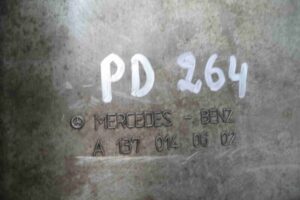 PD 264
MERCEDES - BENZ
A 137 014 06 02